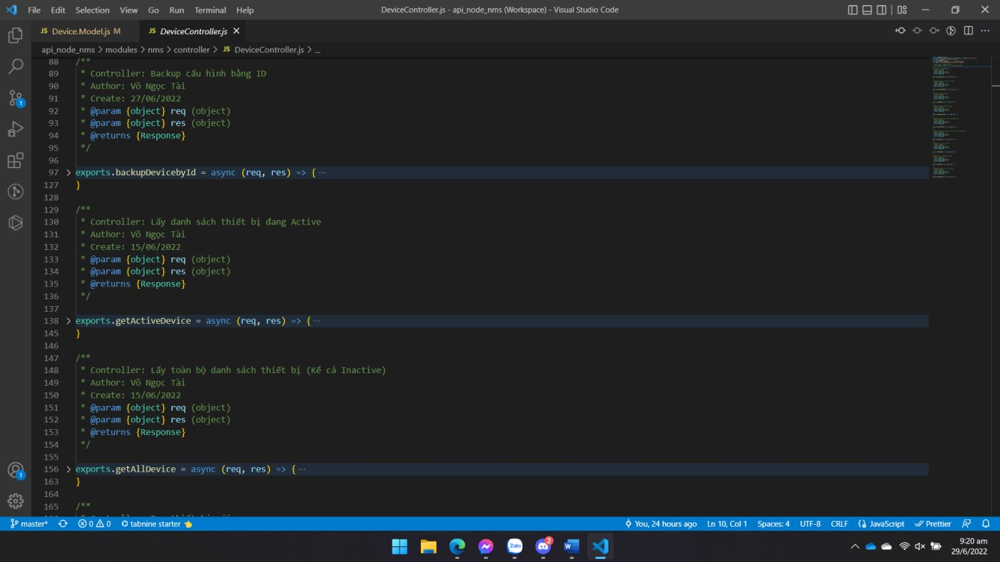 File Edit Selection View Go Run Terminal Help DeviceController.js - api_node_nms (Workspace) - Visual Studio Code
JS Device.Model.js M JS DeviceController.js
api_node_nms > modules > nms > controller > JS DeviceController.js > ...
88 /**
89 * Controller: Backup cấu hình bằng ID
90 * Author: Võ Ngọc Tài
91 * Create: 27/06/2022
92 * @param {object} req (object)
93 * @param {object} res (object)
94 * @returns {Response}
95 */
96
97 > exports.backupDevicebyId = async (req, res) => { ...
127 }
128
129 /**
130 * Controller: Lấy danh sách thiết bị đang Active
131 * Author: Võ Ngọc Tài
132 * Create: 15/06/2022
133 * @param {object} req (object)
134 * @param {object} res (object)
135 * @returns {Response}
136 */
137
138 > exports.getActiveDevice = async (req, res) => { ...
145 }
146
147 /**
148 * Controller: Lấy toàn bộ danh sách thiết bị (Kể cả Inactive)
149 * Author: Võ Ngọc Tài
150 * Create: 15/06/2022
151 * @param {object} req (object)
152 * @param {object} res (object)
153 * @returns {Response}
154 */
155
156 > exports.getAllDevice = async (req, res) => { ...
163 }
164
165 /**
master* 0 0 tabnine starter You, 24 hours ago Ln 10, Col 1 Spaces: 4 UTF-8 CRLF JavaScript Prettier
1
1
Zalo
2
W
9:20 am
29/6/2022